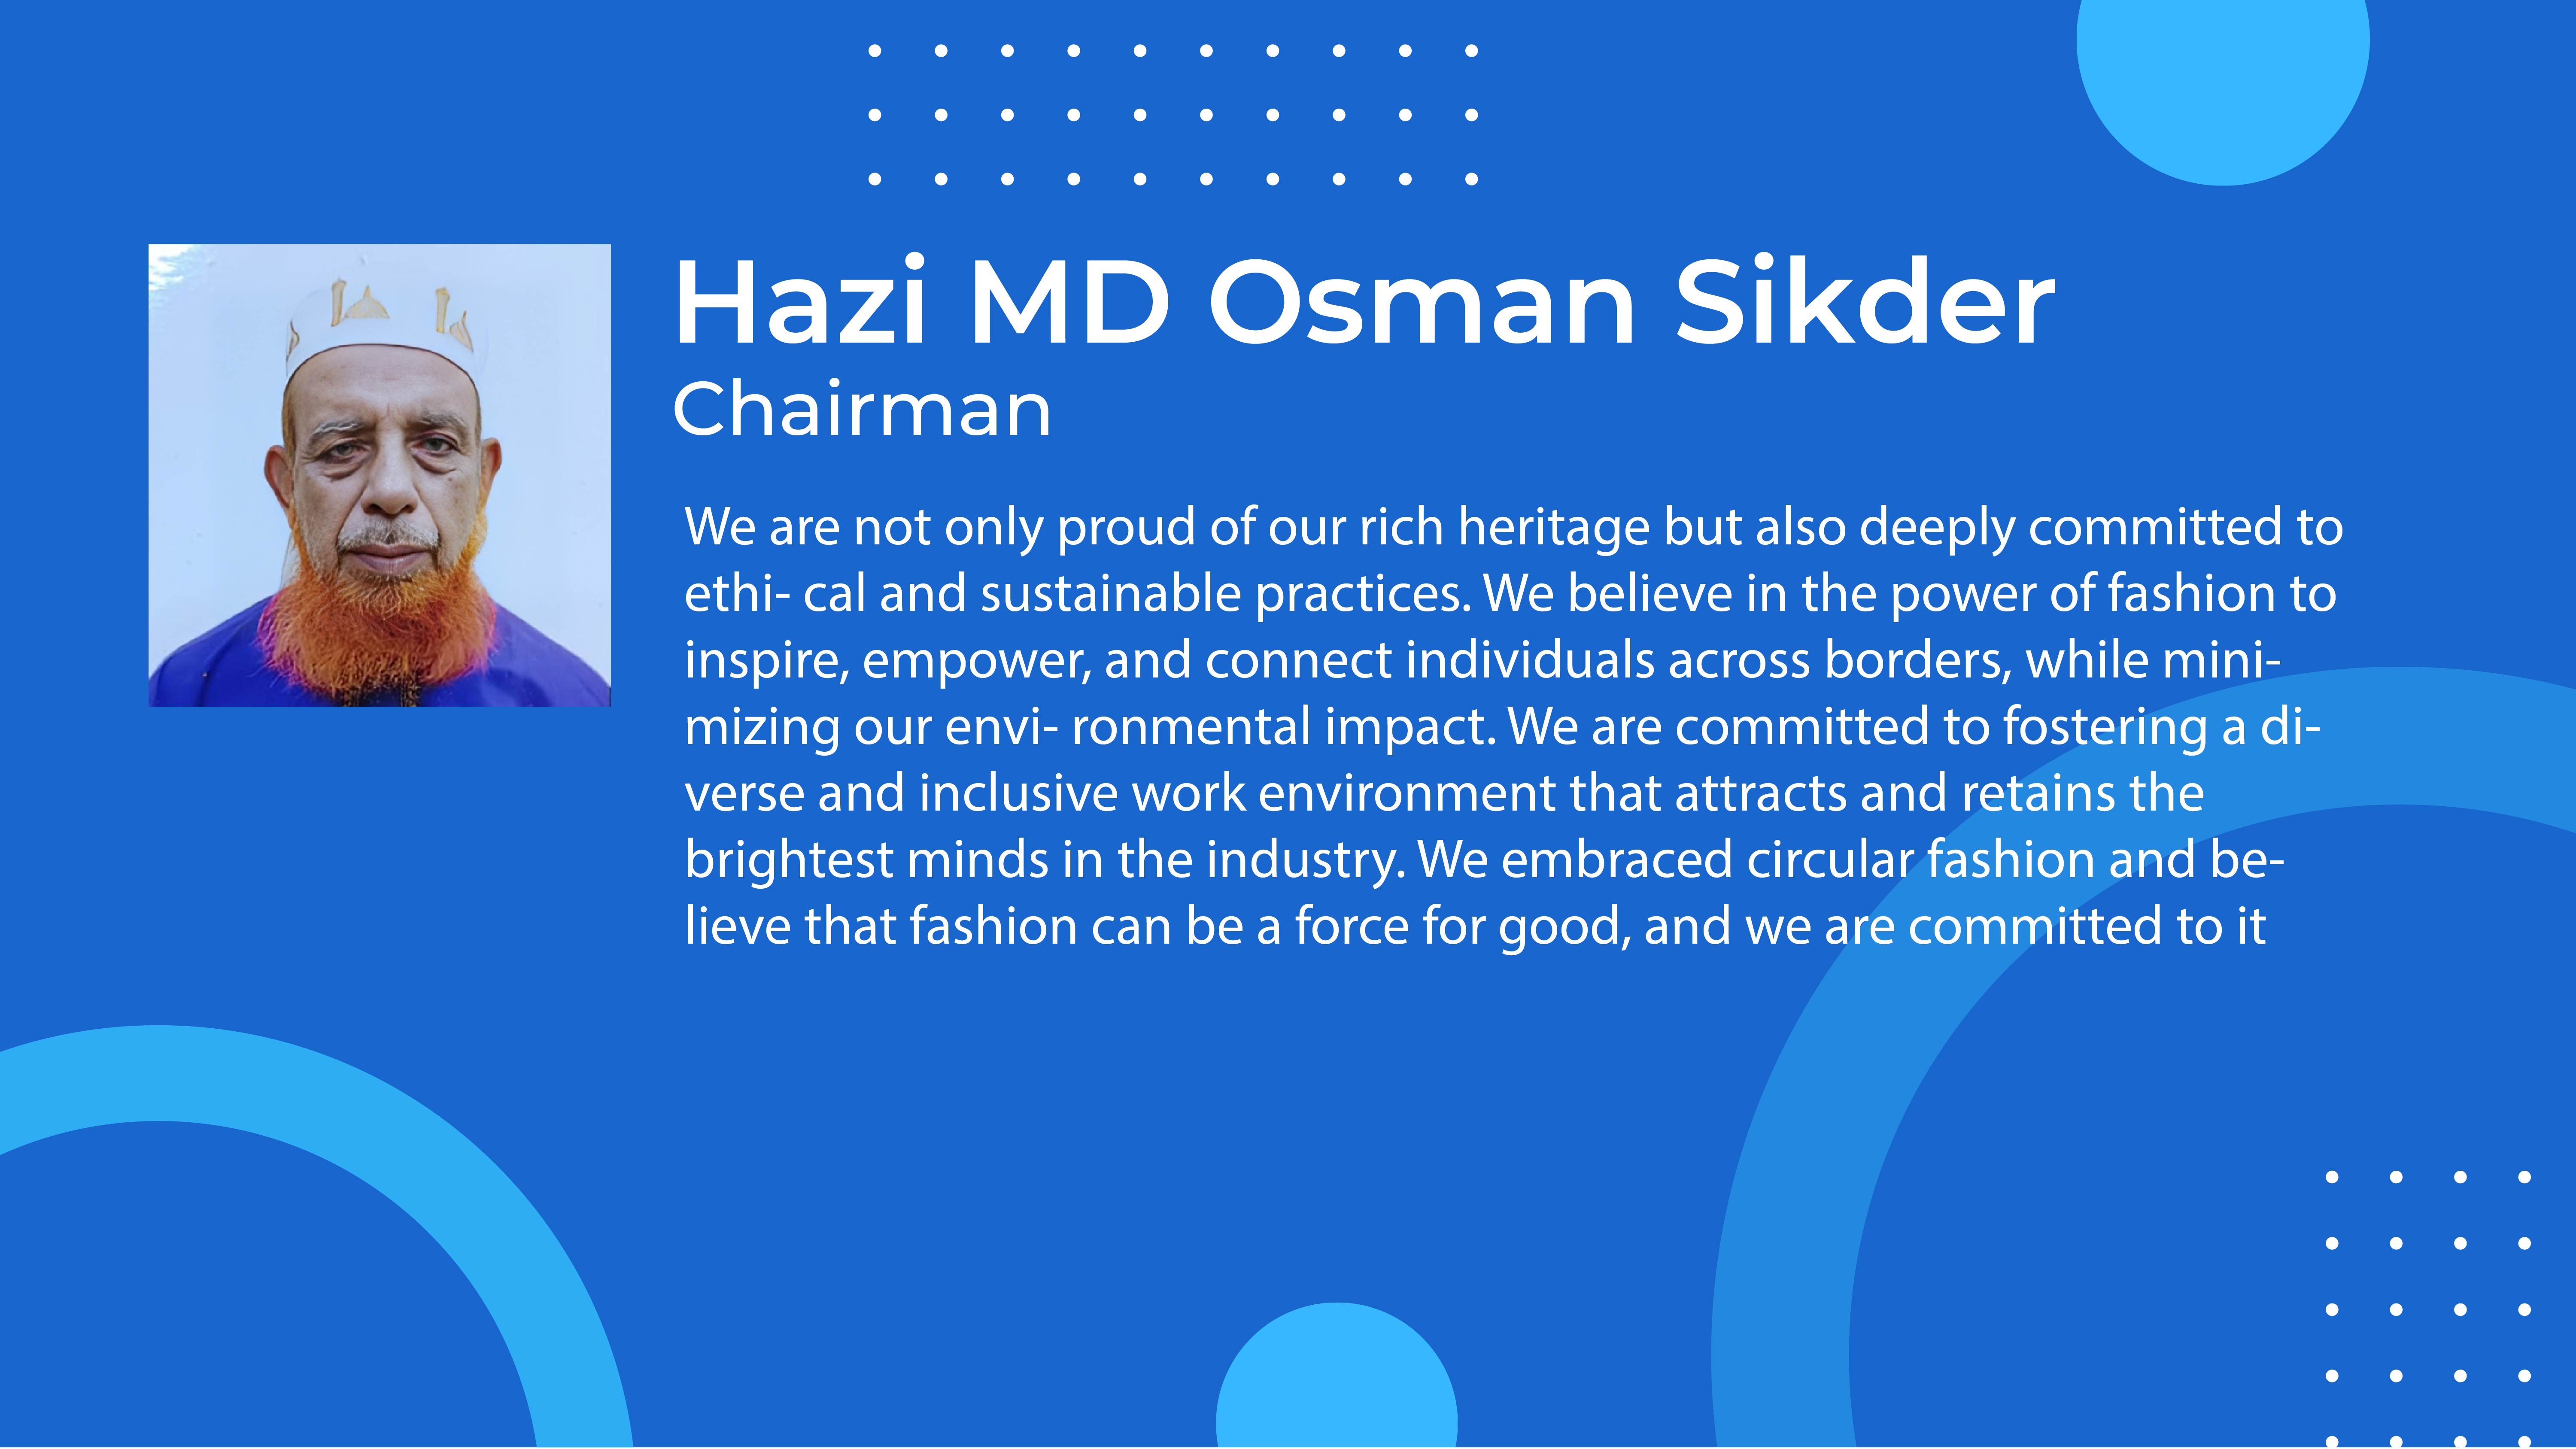 Hazi MD Osman Sikder
Chairman
We are not only proud of our rich heritage but also deeply committed to
ethi- cal and sustainable practices. We believe in the power of fashion to
inspire, empower, and connect individuals across borders, while mini-
mizing our envi- ronmental impact. We are committed to fostering a di-
verse and inclusive work environment that attracts and retains the
brightest minds in the industry. We embraced circular fashion and be-
lieve that fashion can be a force for good, and we are committed to it